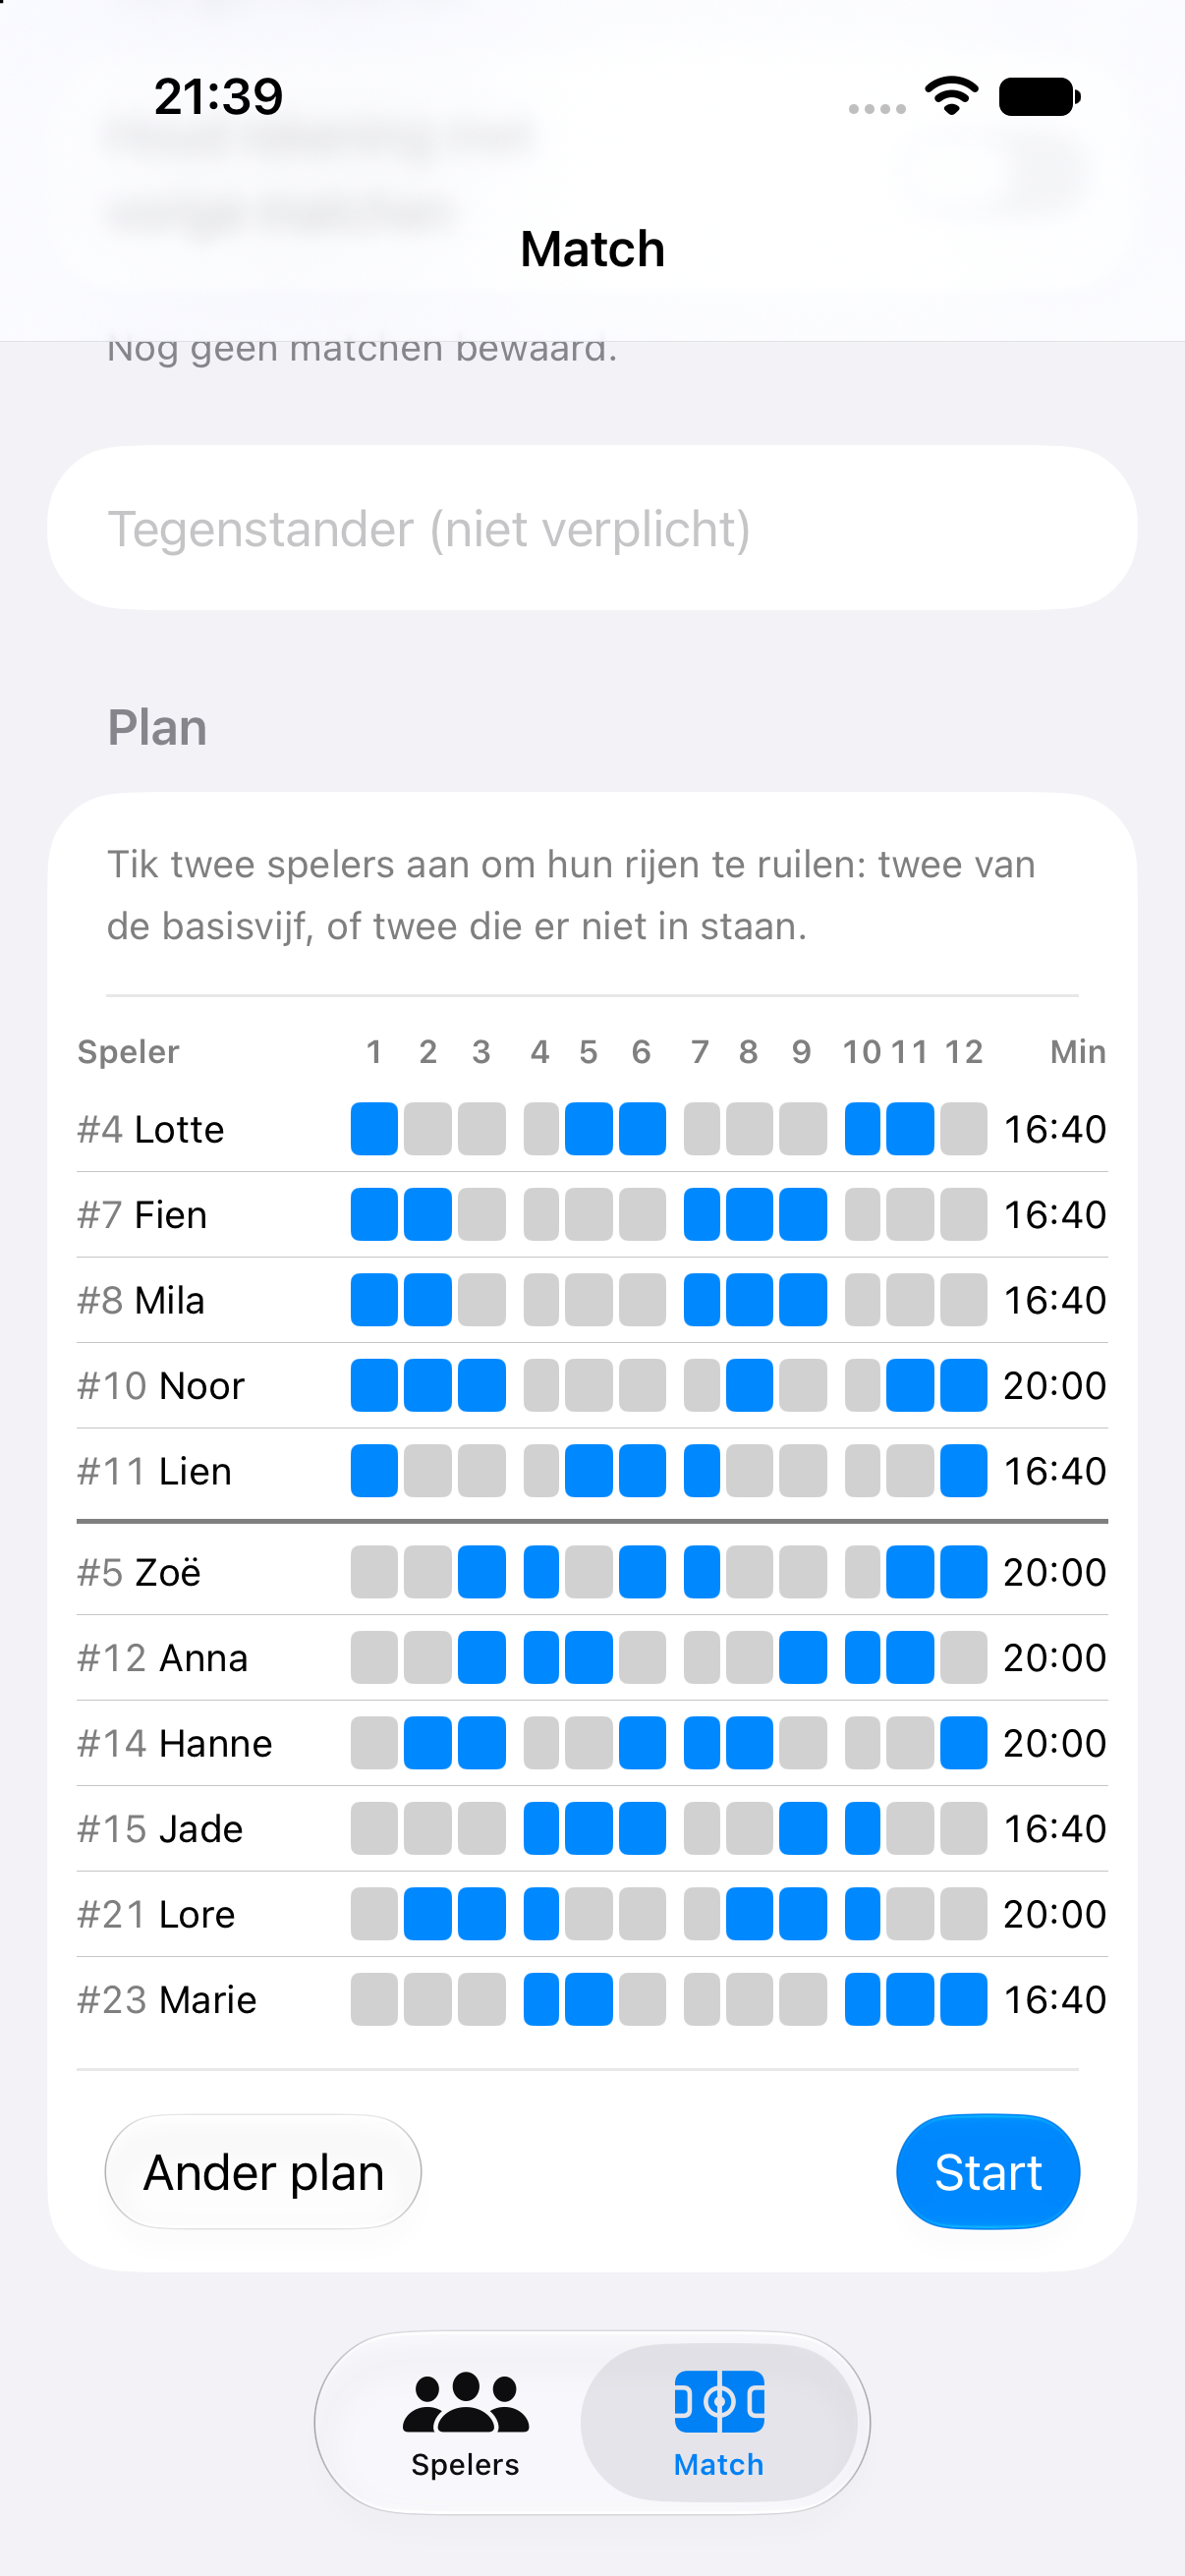 21:39
Match
Nog geen matchen bewaard.
Tegenstander (niet verplicht)
Plan
Tik twee spelers aan om hun rijen te ruilen: twee van
de basisvijf, of twee die er niet in staan.
Speler 1 2 3 4 5 6 7 8 9 10 11 12 Min
#4 Lotte 16:40
#7 Fien 16:40
#8 Mila 16:40
#10 Noor 20:00
#11 Lien 16:40
#5 Zoë 20:00
#12 Anna 20:00
#14 Hanne 20:00
#15 Jade 16:40
#21 Lore 20:00
#23 Marie 16:40
Ander plan Start
Spelers Match